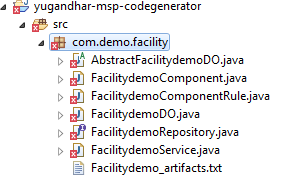 yugandhar-msp-codegenerator
src
com.demo.facility
AbstractFacilitydemoDO.java
FacilitydemoComponent.java
FacilitydemoComponentRule.java
FacilitydemoDO.java
FacilitydemoRepository.java
FacilitydemoService.java
Facilitydemo_artifacts.txt